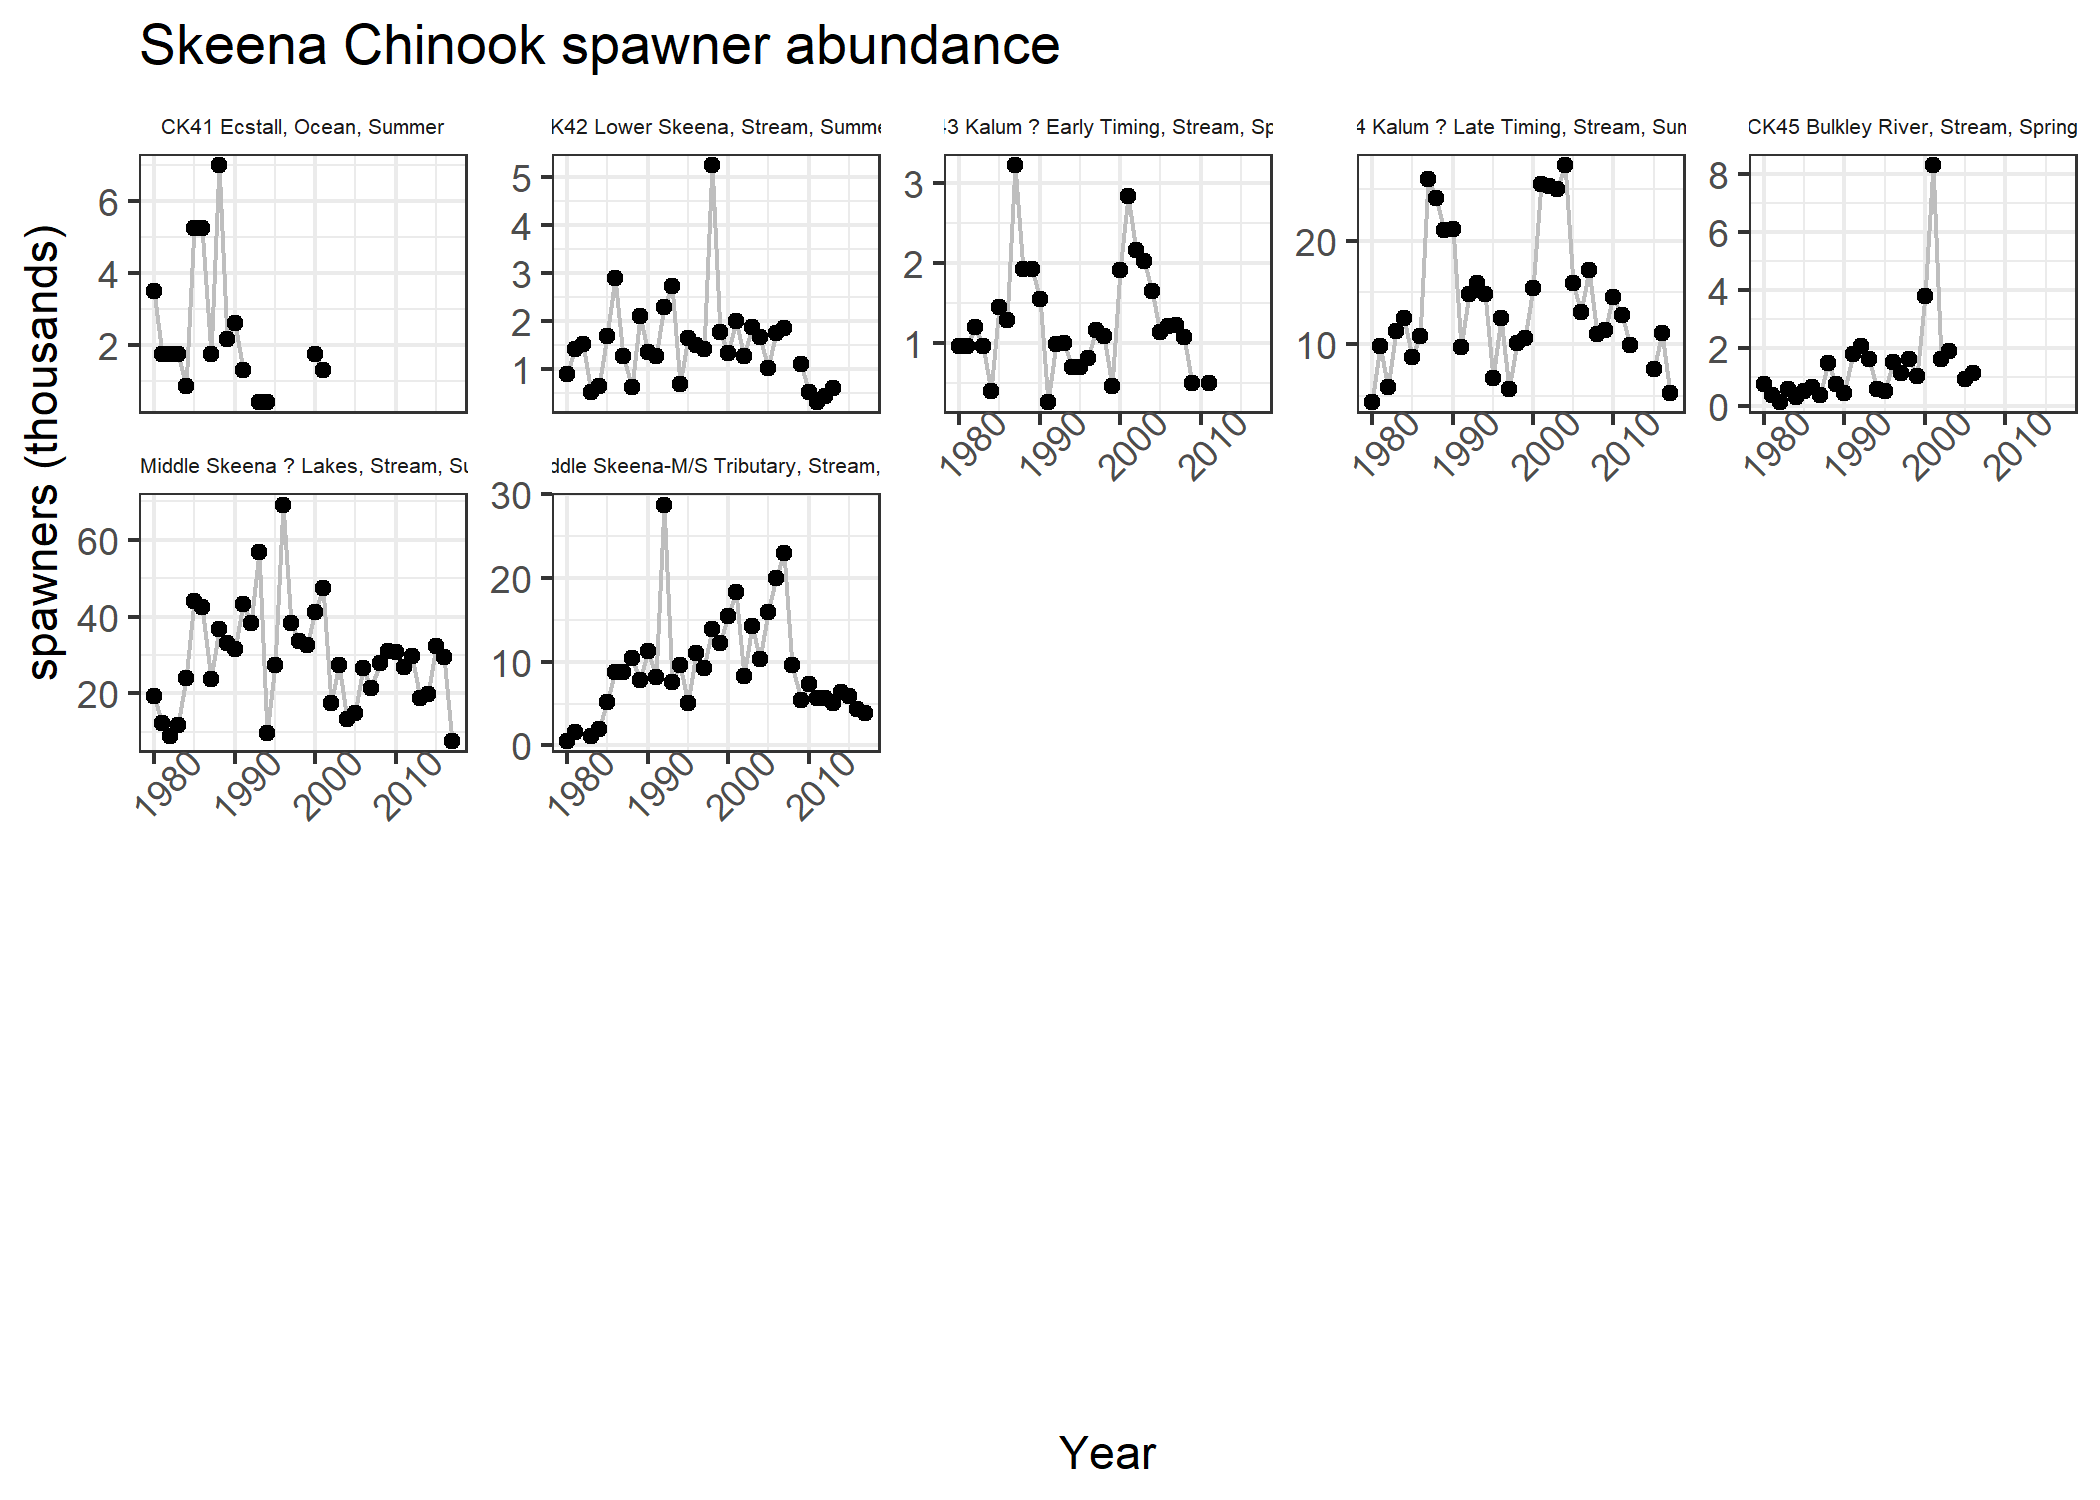 Skeena Chinook spawner abundance
CK41 Ecstall, Ocean, Summer
K42 Lower Skeena, Stream, Summe
3 Kalum ? Early Timing, Stream, Sp
4 Kalum ? Late Timing, Stream, Sum
CK45 Bulkley River, Stream, Spring
6
4
2
5
4
3
2
1
3
2
1
20
10
8
6
4
2
0
1980 1990 2000 2010
1980 1990 2000 2010
1980 1990 2000 2010
Middle Skeena ? Lakes, Stream, Su
ddle Skeena-M/S Tributary, Stream,
60
40
20
30
20
10
0
1980 1990 2000 2010
1980 1990 2000 2010
spawners (thousands)
Year